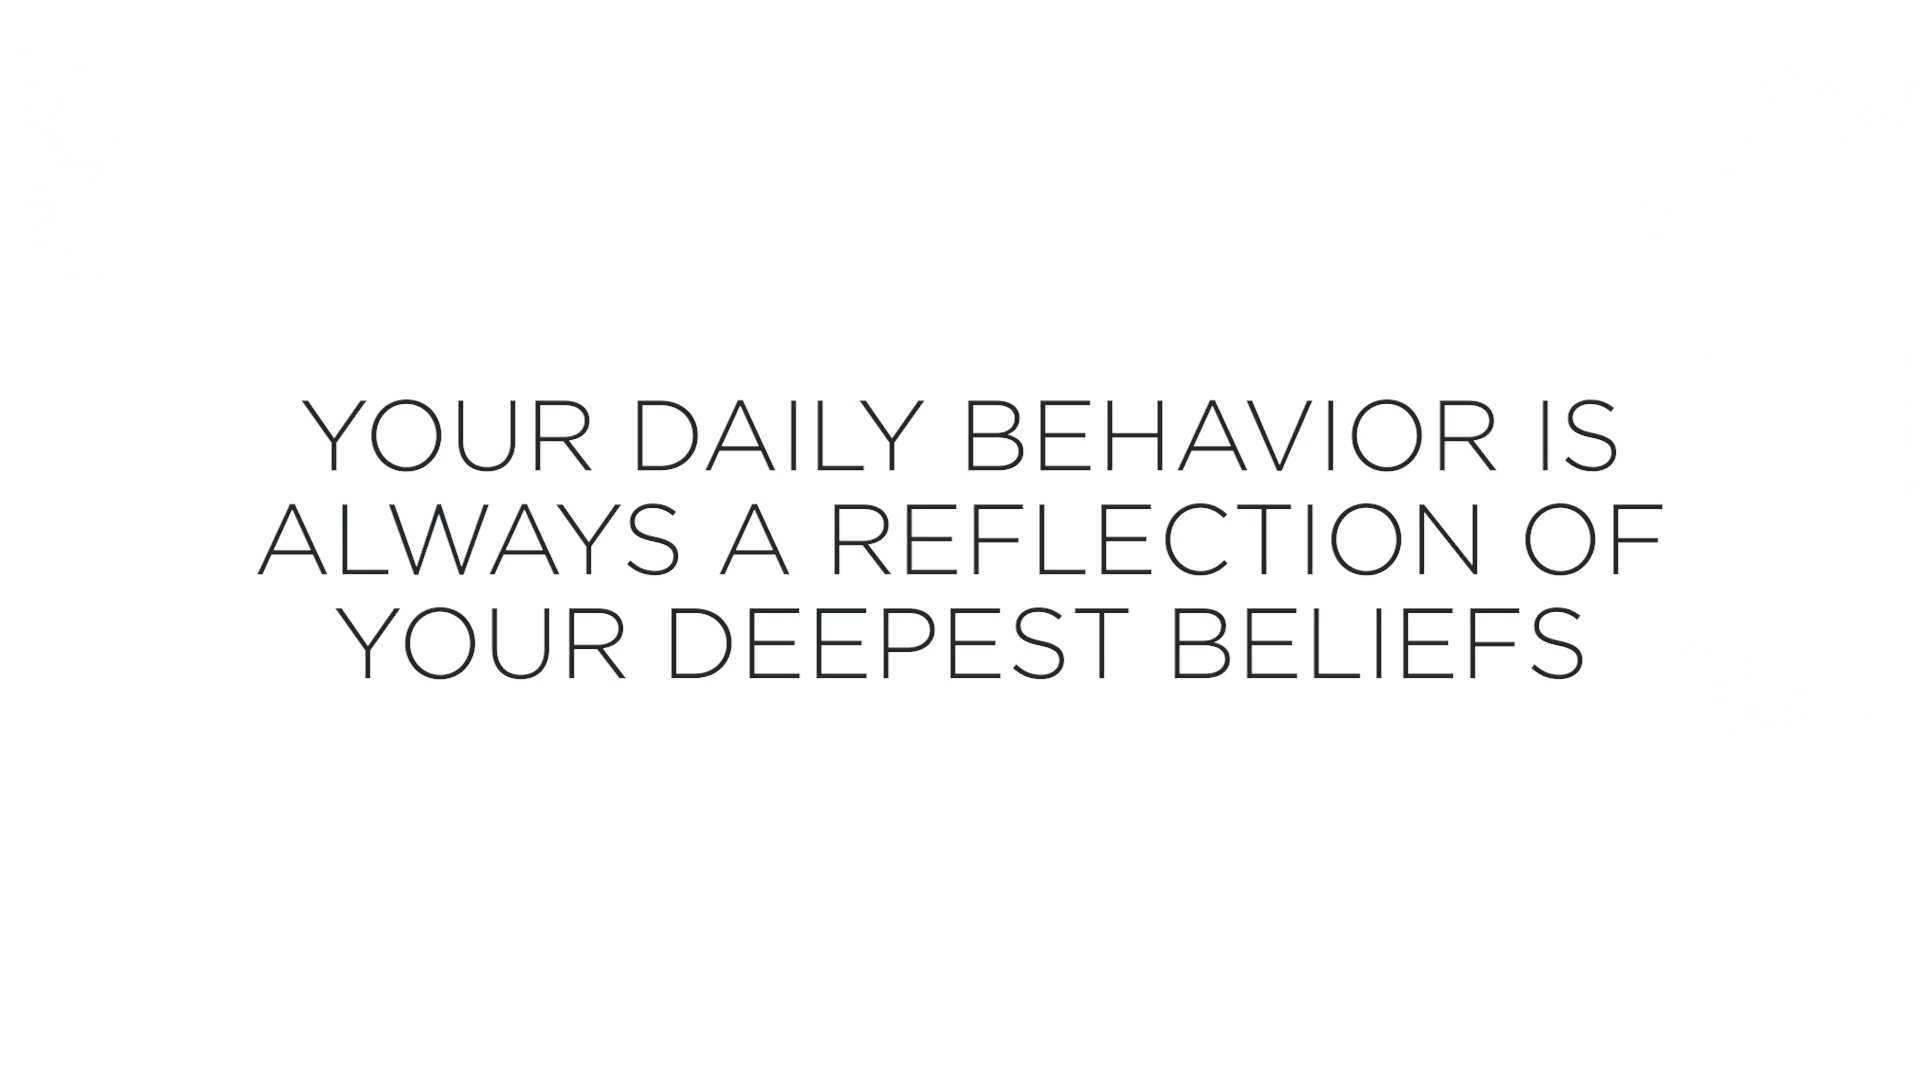 YOUR DAILY BEHAVIOR IS
ALWAYS A REFLECTION OF
YOUR DEEPEST BELIEFS